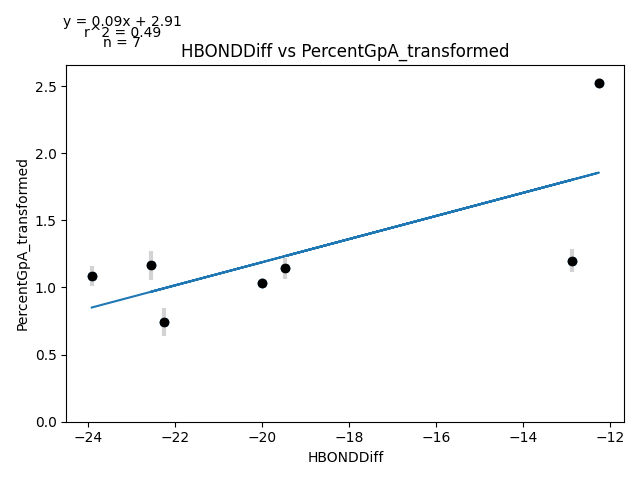 y = 0.09x + 2.91
r^2 = 0.49
n = 7
HBONDDiff vs PercentGpA_transformed
PercentGpA_transformed
2.5
2.0
1.5
1.0
0.5
0.0
−24 −22 −20 −18 −16 −14 −12
HBONDDiff